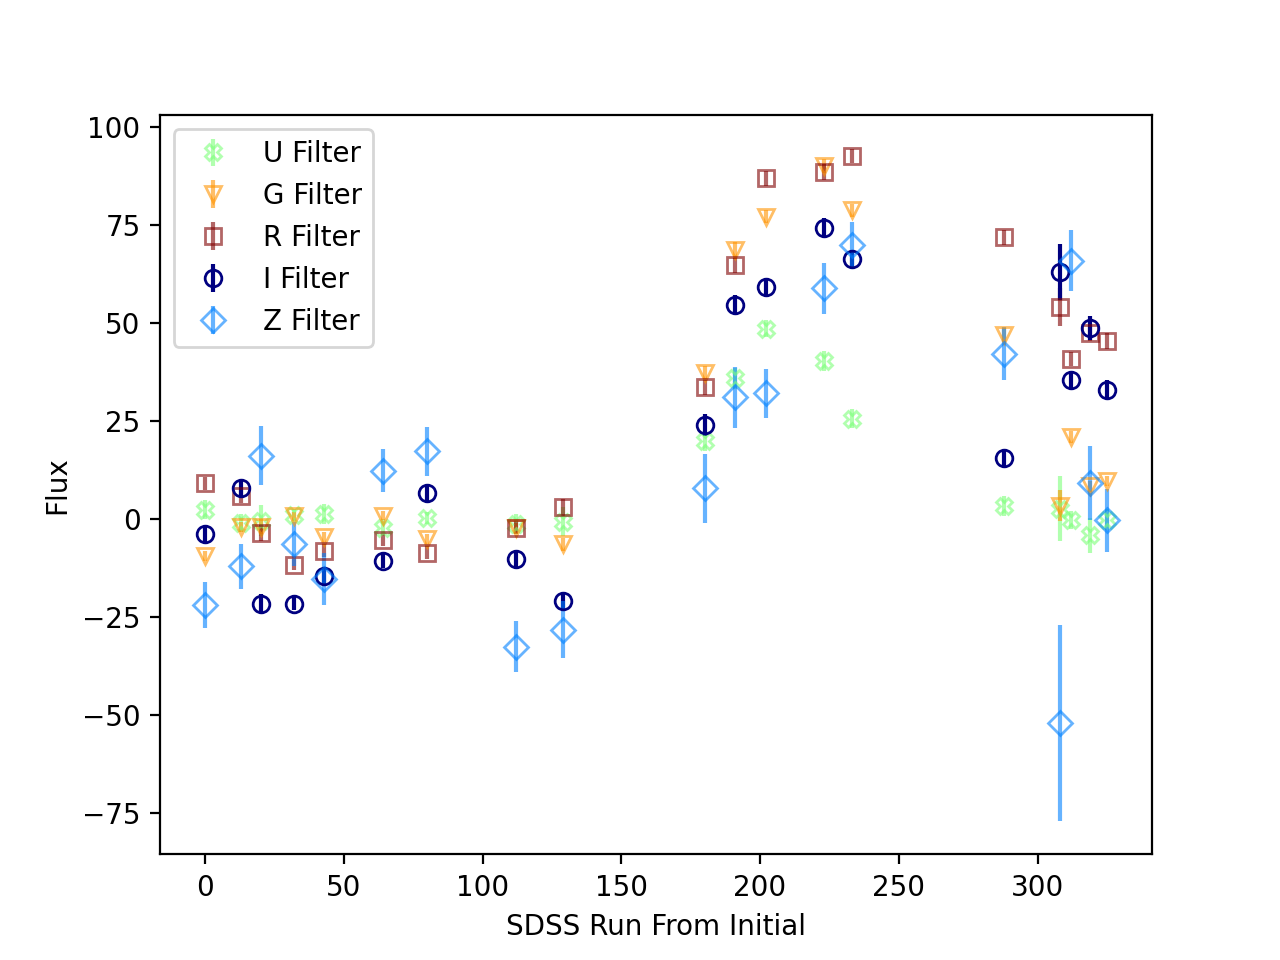 100
75
50
25
0
−25
−50
−75
Flux
U Filter
G Filter
R Filter
I Filter
Z Filter
0 50 100 150 200 250 300
SDSS Run From Initial